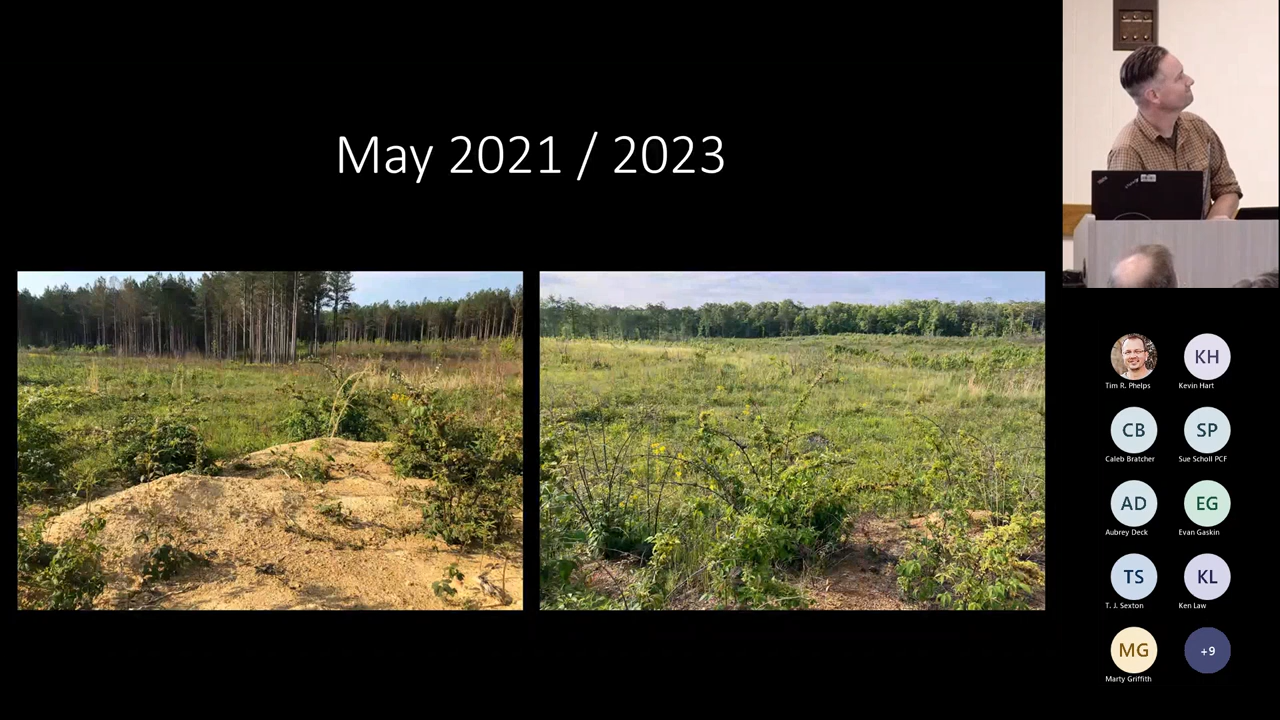 May 2021 / 2023
Tim R. Phelps
KH
Kevin Hart
CB
Caleb Bratcher
SP
Sue Scholl PCF
AD
Aubrey Deck
EG
Evan Gaskin
TS
T. J. Sexton
KL
Ken Law
MG
Marty Griffith
+9